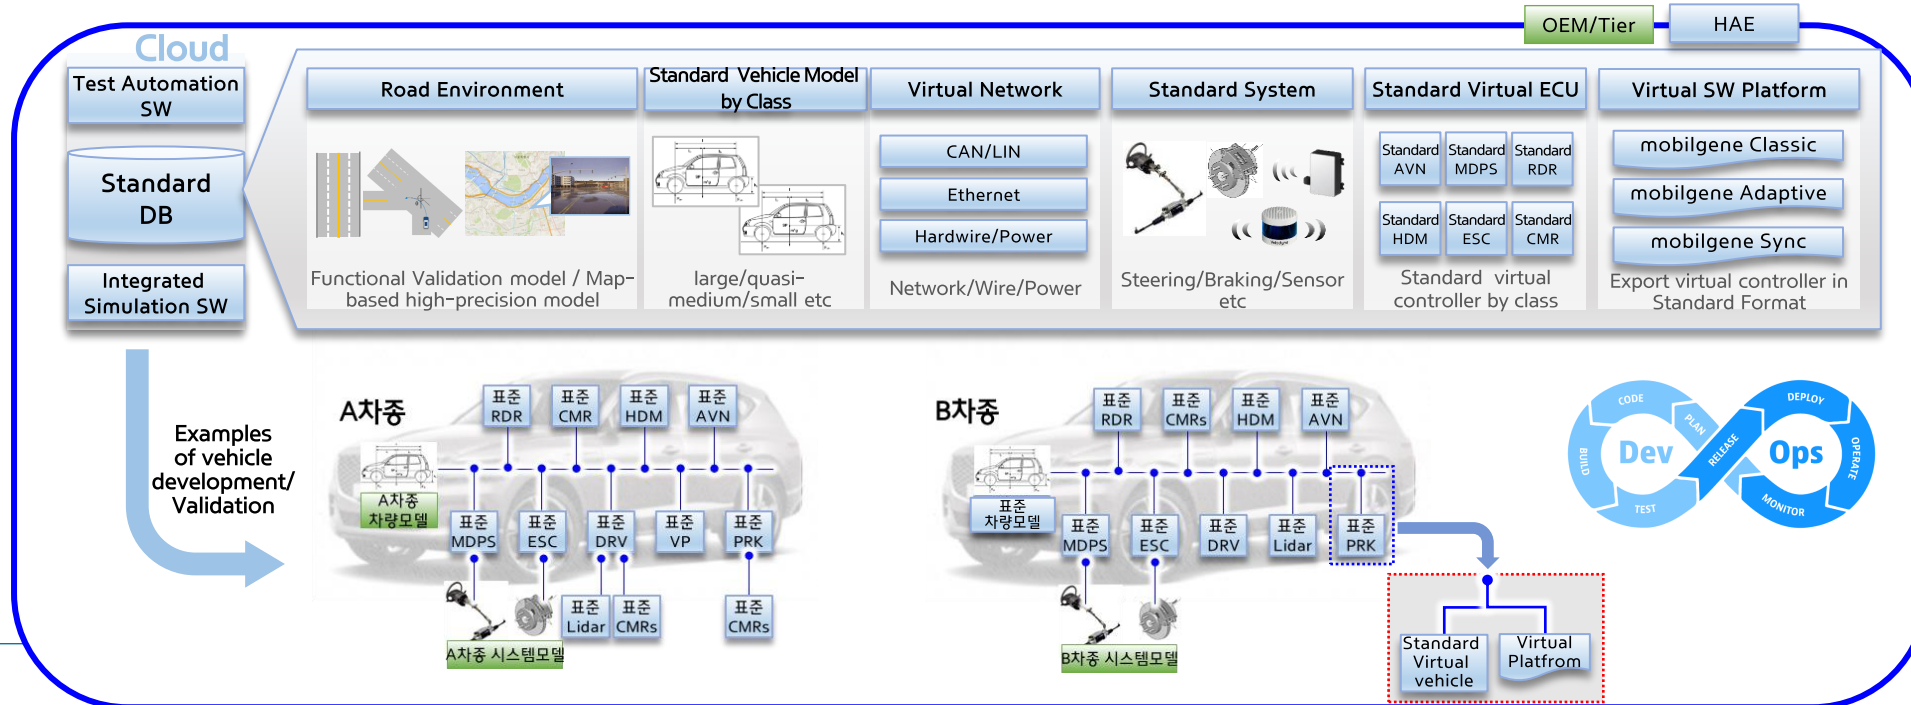 OEM/Tier
HAE
Cloud
Test Automation
SW
Standard
DB
Integrated
Simulation SW
Road Environment
Functional Validation model / Map-
based high-precision model
Standard Vehicle Model
by Class
large/quasi-
medium/small etc
Virtual Network
CAN/LIN
Ethernet
Hardwire/Power
Network/Wire/Power
Standard System
Steering/Braking/Sensor
etc
Standard Virtual ECU
Standard
AVN
Standard
MDPS
Standard
RDR
Standard
HDM
Standard
ESC
Standard
CMR
Standard virtual
controller by class
Virtual SW Platform
mobilgene Classic
mobilgene Adaptive
mobilgene Sync
Export virtual controller in
Standard Format
Examples
of vehicle
development/
Validation
A차종
표준
RDR
표준
CMR
표준
HDM
표준
AVN
A차종
차량모델
표준
MDPS
표준
ESC
표준
DRV
표준
VP
표준
PRK
표준
Lidar
표준
CMRs
표준
CMRs
A차종 시스템모델
B차종
표준
RDR
표준
CMRs
표준
HDM
표준
AVN
표준
차량모델
표준
MDPS
표준
ESC
표준
DRV
표준
Lidar
표준
PRK
B차종 시스템모델
Standard
Virtual
vehicle
Virtual
Platfrom
CODE
PLAN
BUILD
TEST
Dev
RELEASE
Ops
DEPLOY
OPERATE
MONITOR